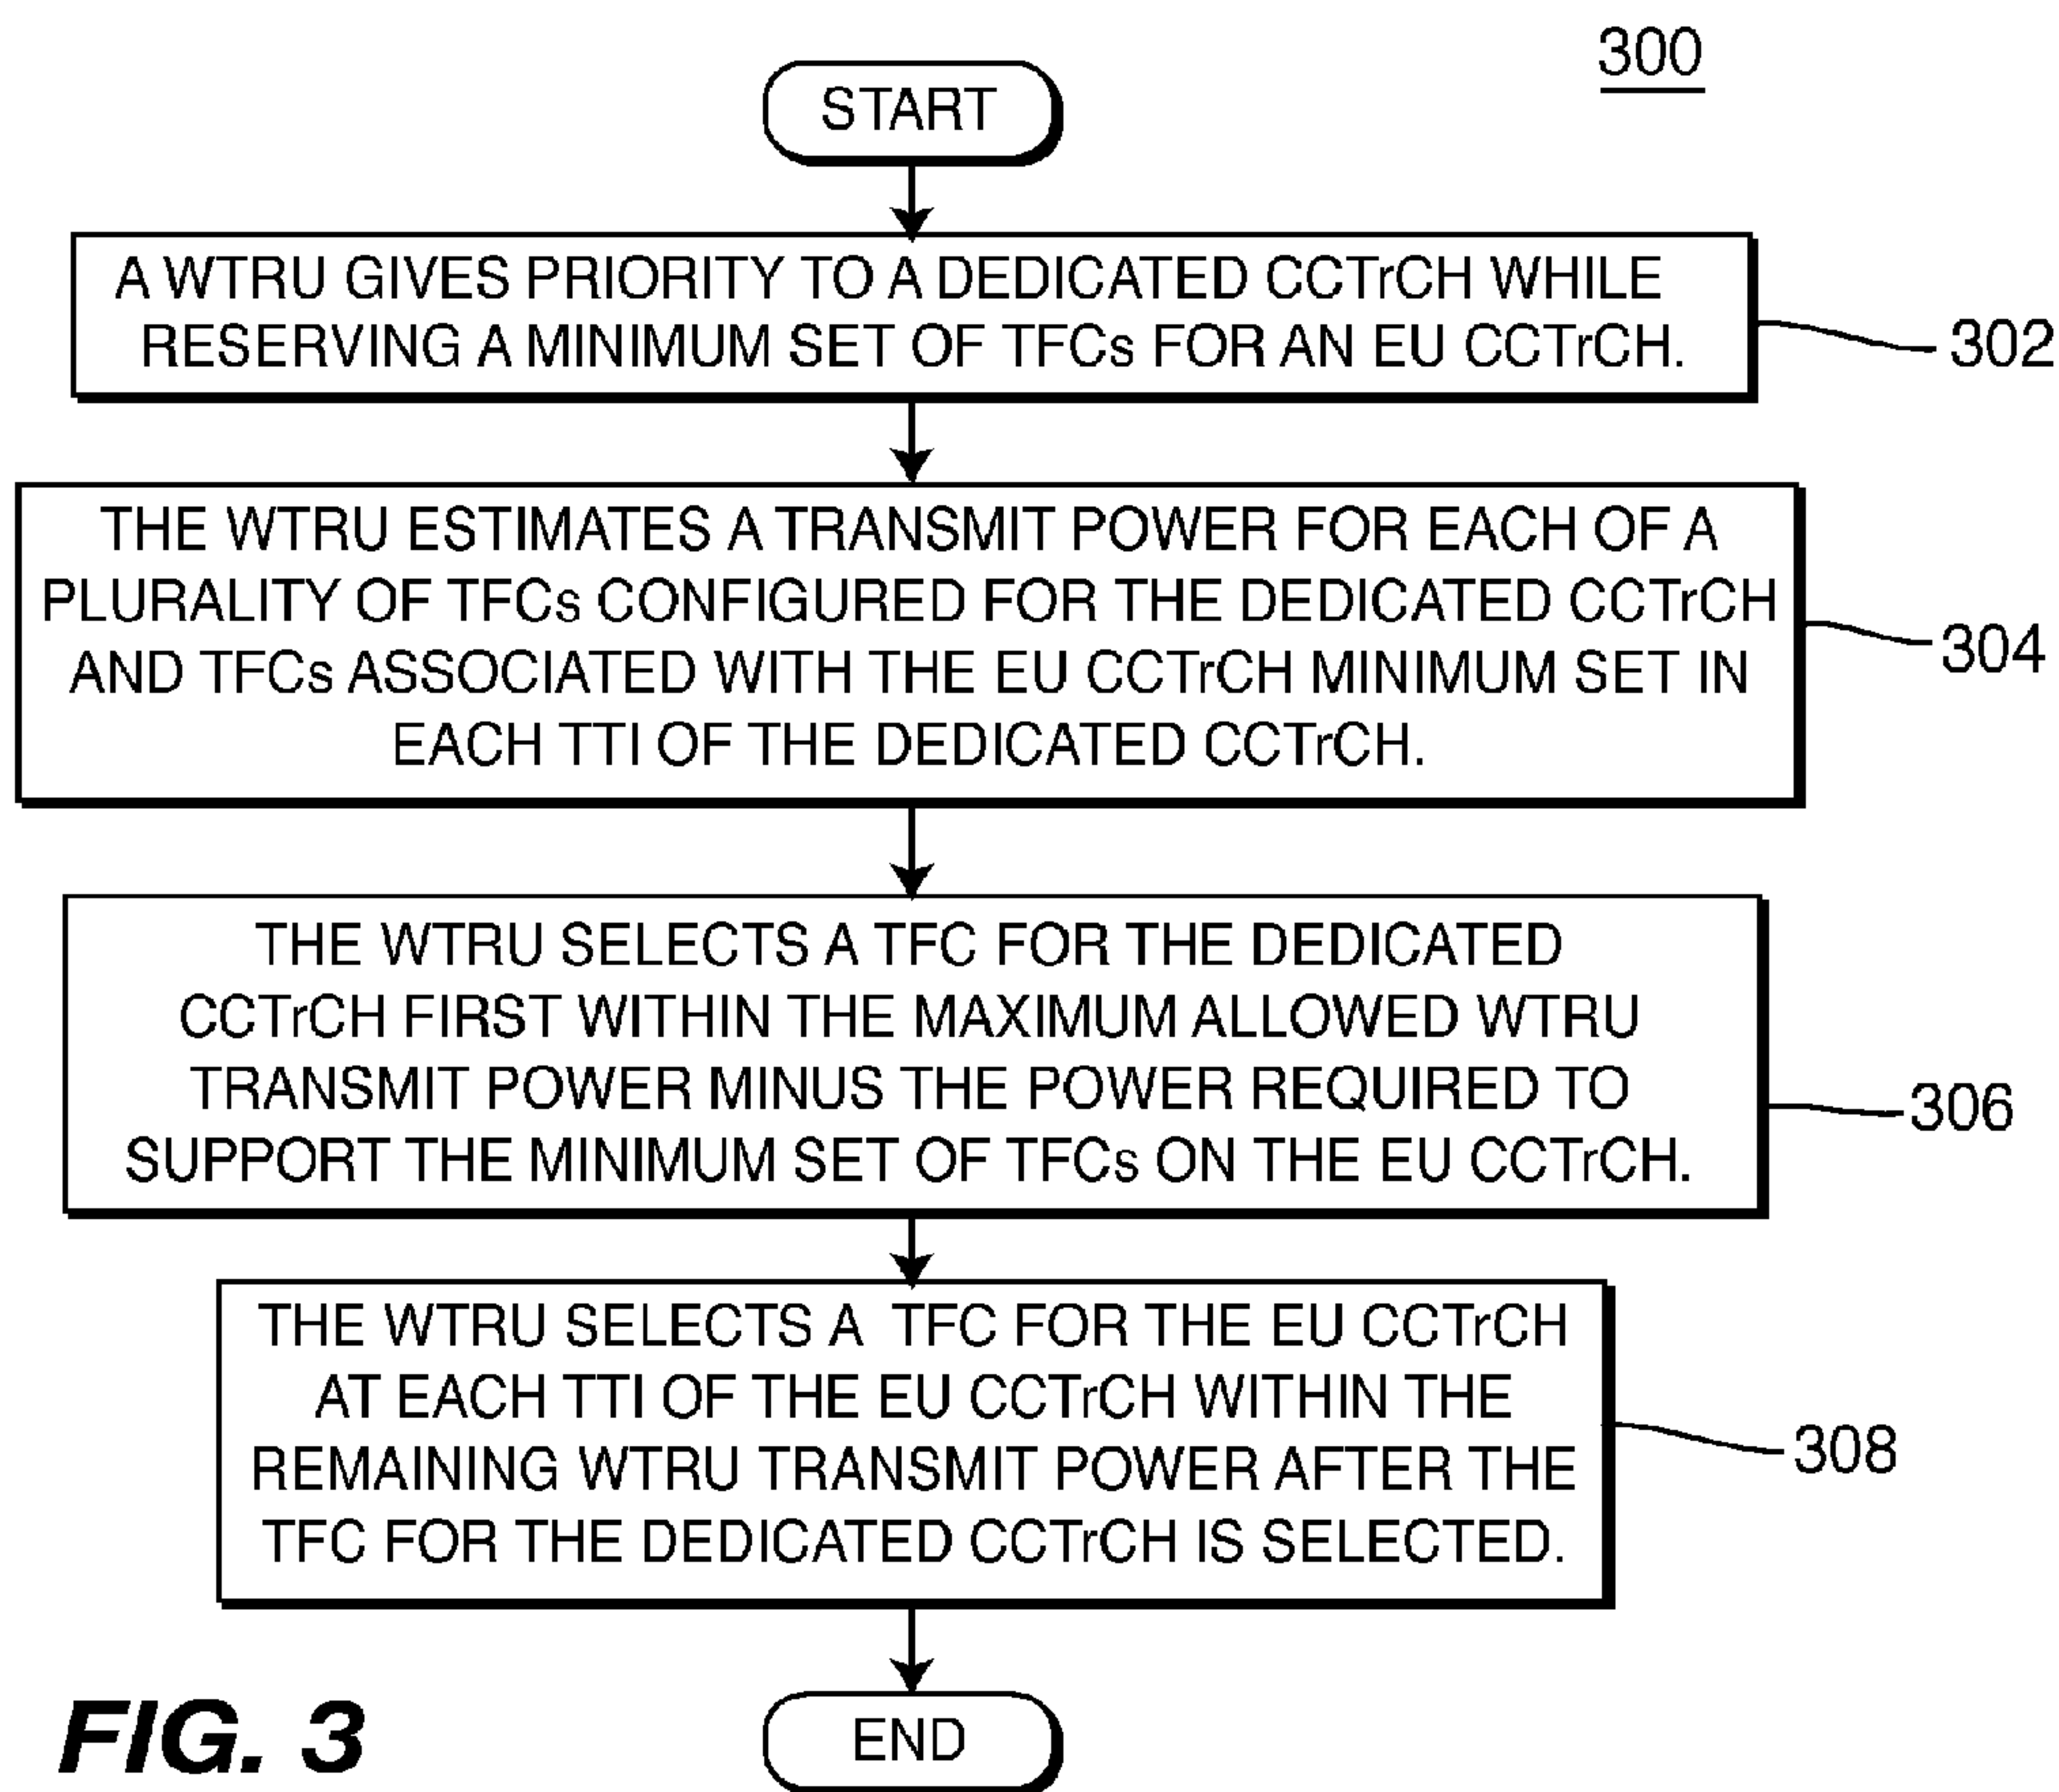 300
START
A WTRU GIVES PRIORITY TO A DEDICATED CCTrCH WHILE
RESERVING A MINIMUM SET OF TFCs FOR AN EU CCTrCH.
302
THE WTRU ESTIMATES A TRANSMIT POWER FOR EACH OF A
PLURALITY OF TFCs CONFIGURED FOR THE DEDICATED CCTrCH
AND TFCs ASSOCIATED WITH THE EU CCTrCH MINIMUM SET IN
EACH TTI OF THE DEDICATED CCTrCH.
304
THE WTRU SELECTS A TFC FOR THE DEDICATED
CCTrCH FIRST WITHIN THE MAXIMUM ALLOWED WTRU
TRANSMIT POWER MINUS THE POWER REQUIRED TO
SUPPORT THE MINIMUM SET OF TFCs ON THE EU CCTrCH.
306
THE WTRU SELECTS A TFC FOR THE EU CCTrCH
AT EACH TTI OF THE EU CCTrCH WITHIN THE
REMAINING WTRU TRANSMIT POWER AFTER THE
TFC FOR THE DEDICATED CCTrCH IS SELECTED.
308
END
FIG. 3